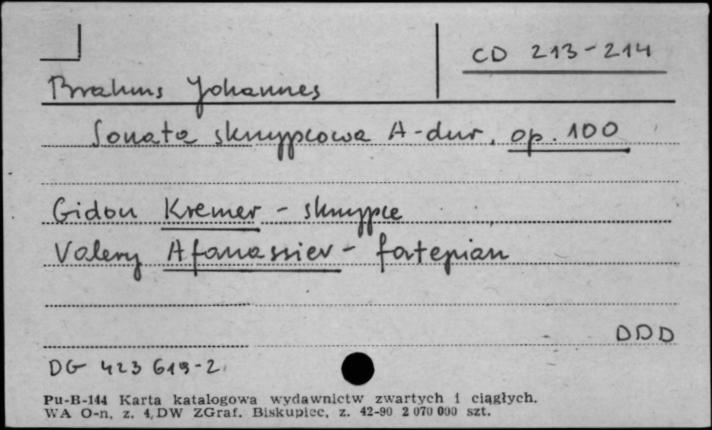 CD 213-214
Brahms Johannes
Sonata skrzypcowa A-dur, op. 100
Gidon Kremer - skrzypce
Valery Afanassiev - fortepian
DDD
DG 423 619-2
Pu-B-144 Karta katalogowa wydawnictw zwartych i ciągłych.
WA O-n, z. 4, DW ZGraf. Biskupiec, z. 42-90 2 070 000 szt.